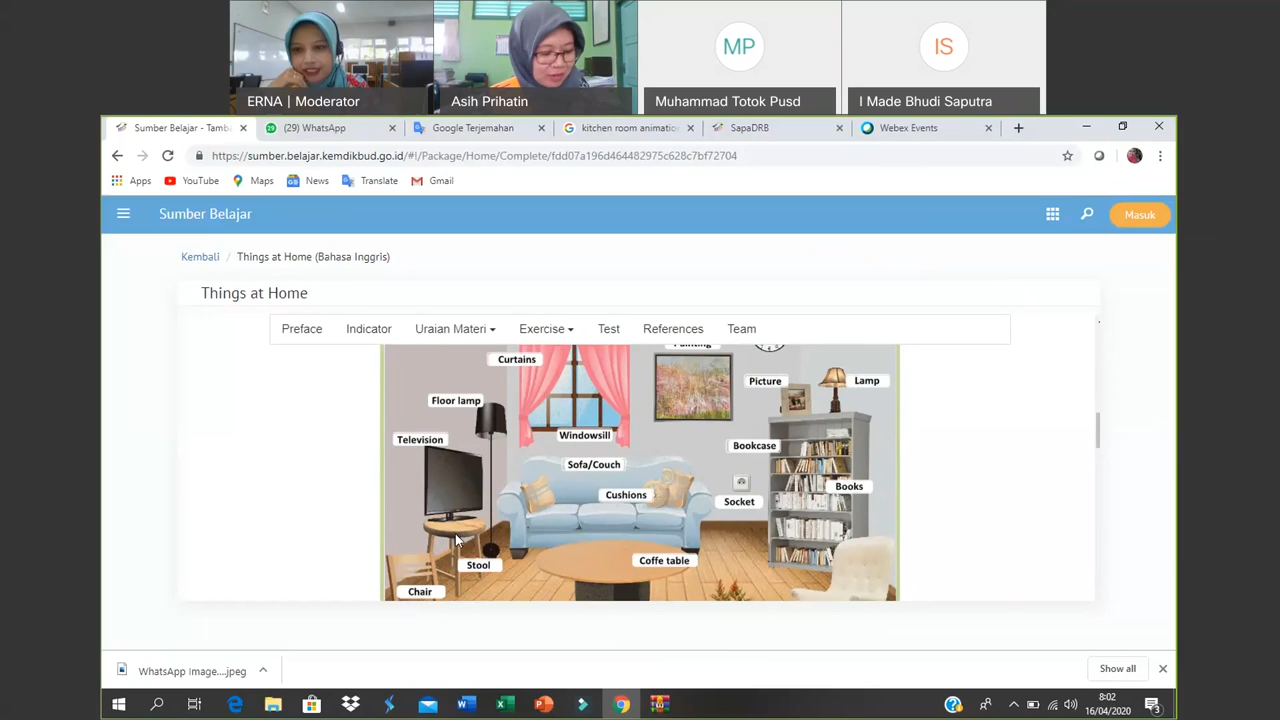 MP
IS
ERNA | Moderator
Asih Prihatin
Muhammad Totok Pusd
I Made Bhudi Saputra
Sumber Belajar - Tamba
(29) WhatsApp
Google Terjemahan
kitchen room animatio
SapaDRB
Webex Events
https://sumber.belajar.kemdikbud.go.id/#!/Package/Home/Complete/fdd07a196d464482975c628c7bf72704
Apps
YouTube
Maps
News
Translate
Gmail
Sumber Belajar
Masuk
Kembali / Things at Home (Bahasa Inggris)
Things at Home
Preface
Indicator
Uraian Materi
Exercise
Test
References
Team
Painting
Curtains
Picture
Lamp
Floor lamp
Windowsill
Television
Bookcase
Sofa/Couch
Books
Cushions
Socket
Coffe table
Stool
Chair
WhatsApp Image....jpeg
Show all
8:02
16/04/2020
3